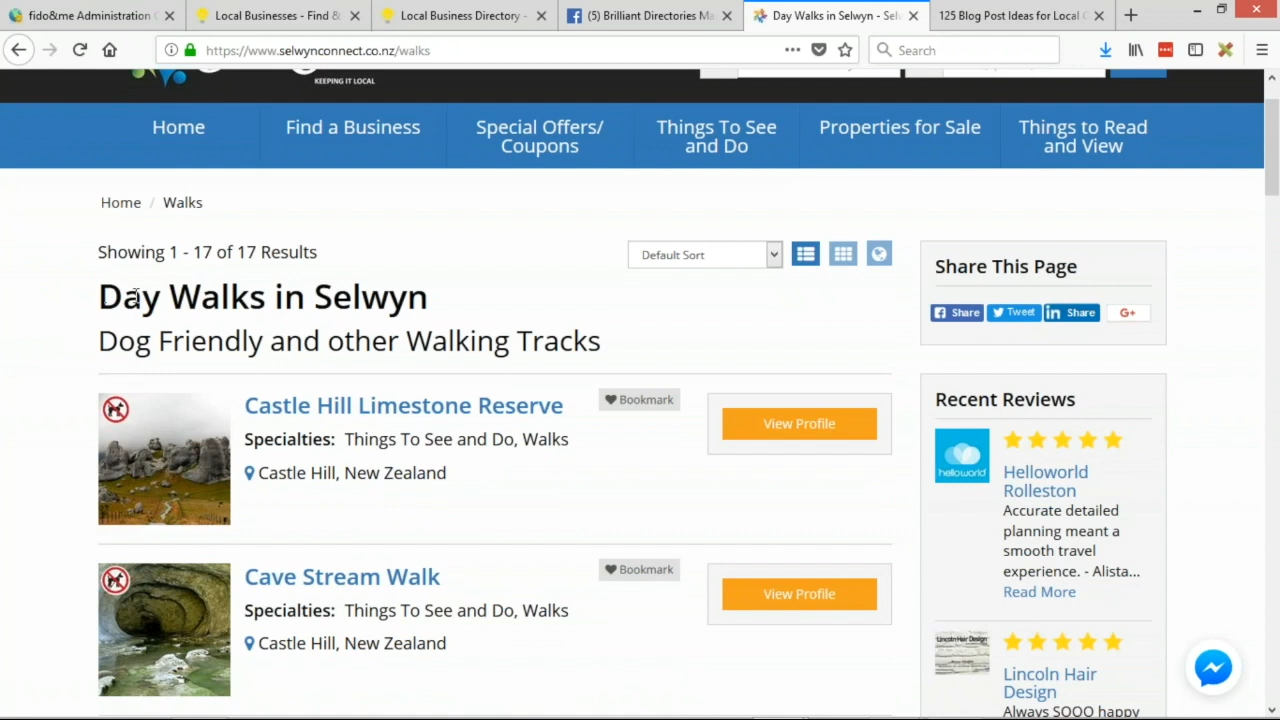 fido&me Administration
Local Businesses - Find &
Local Business Directory -
(5) Brilliant Directories Ma
Day Walks in Selwyn - Sel
125 Blog Post Ideas for Local
https://www.selwynconnect.co.nz/walks
Search
KEEPING IT LOCAL
Home
Find a Business
Special Offers/
Coupons
Things To See
and Do
Properties for Sale
Things to Read
and View
Home / Walks
Showing 1 - 17 of 17 Results
Default Sort
Day Walks in Selwyn
Dog Friendly and other Walking Tracks
Castle Hill Limestone Reserve
Bookmark
Specialties: Things To See and Do, Walks
Castle Hill, New Zealand
View Profile
Cave Stream Walk
Bookmark
Specialties: Things To See and Do, Walks
Castle Hill, New Zealand
View Profile
Share This Page
Share
Tweet
in Share
G+
Recent Reviews
helloworld
Helloworld
Rolleston
Accurate detailed
planning meant a
smooth travel
experience. - Alista...
Read More
Lincoln Hair Design
Lincoln Hair
Design
Always SOOO happy